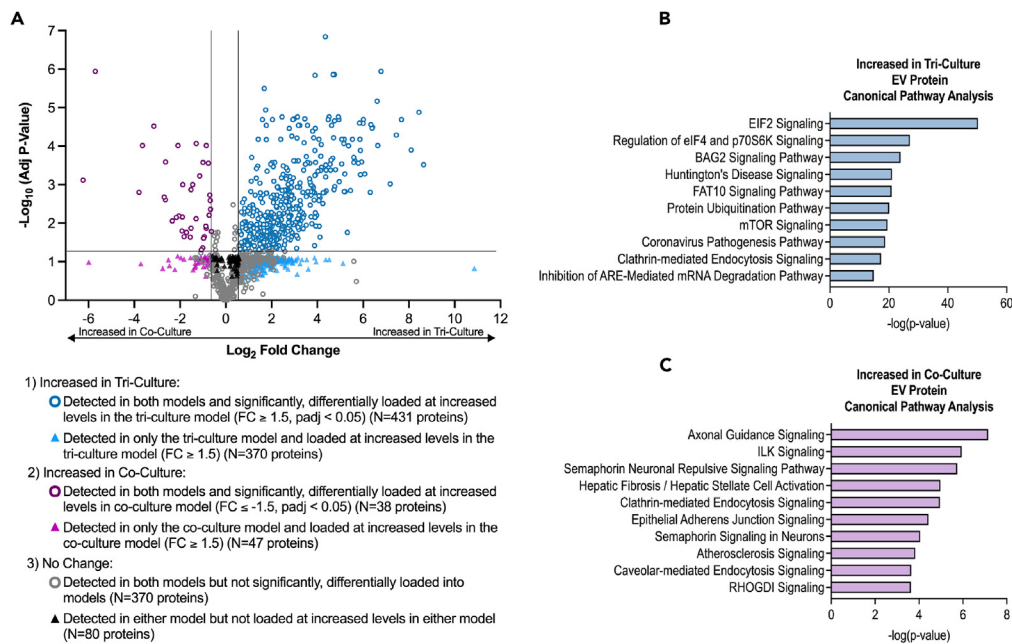 A
7
6
5
4
3
2
1
0
-Log10 (Adj P-Value)
-6 -4 -2 0 2 4 6 8 10 12
Increased in Co-Culture Increased in Tri-Culture
Log2 Fold Change
1) Increased in Tri-Culture:
Detected in both models and significantly, differentially loaded at increased
levels in the tri-culture model (FC ≥ 1.5, padj < 0.05) (N=431 proteins)
Detected in only the tri-culture model and loaded at increased levels in the
tri-culture model (FC ≥ 1.5) (N=370 proteins)
2) Increased in Co-Culture:
Detected in both models and significantly, differentially loaded at increased
levels in co-culture model (FC ≤ -1.5, padj < 0.05) (N=38 proteins)
Detected in only the co-culture model and loaded at increased levels in the
co-culture model (FC ≥ 1.5) (N=47 proteins)
3) No Change:
Detected in both models but not significantly, differentially loaded into
models (N=370 proteins)
Detected in either model but not loaded at increased levels in either model
(N=80 proteins)
B
Increased in Tri-Culture
EV Protein
Canonical Pathway Analysis
EIF2 Signaling
Regulation of eIF4 and p70S6K Signaling
BAG2 Signaling Pathway
Huntington's Disease Signaling
FAT10 Signaling Pathway
Protein Ubiquitination Pathway
mTOR Signaling
Coronavirus Pathogenesis Pathway
Clathrin-mediated Endocytosis Signaling
Inhibition of ARE-Mediated mRNA Degradation Pathway
0 20 40 60
-log(p-value)
C
Increased in Co-Culture
EV Protein
Canonical Pathway Analysis
Axonal Guidance Signaling
ILK Signaling
Semaphorin Neuronal Repulsive Signaling Pathway
Hepatic Fibrosis / Hepatic Stellate Cell Activation
Clathrin-mediated Endocytosis Signaling
Epithelial Adherens Junction Signaling
Semaphorin Signaling in Neurons
Atherosclerosis Signaling
Caveolar-mediated Endocytosis Signaling
RHOGDI Signaling
0 2 4 6 8
-log(p-value)